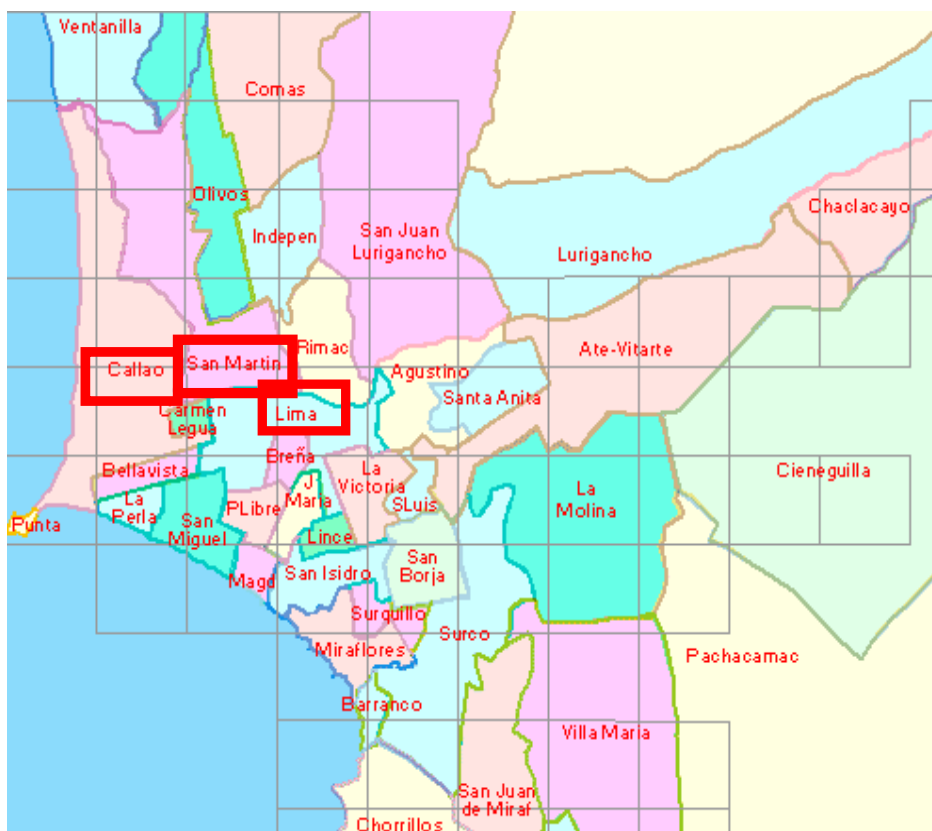 Ventanilla
Comas
Olivos
Chaclacayo
Indepen
San Juan
Lurigancho
Lurigancho
Rimac
Ate-Vitarte
San Martin
Callao
Agustino
Santa Anita
Carmen
Legua
Lima
Breña
Bellavista
La
Victoria
Cieneguilla
La
Perla
PLibre
J
Maria
SLuis
La
Molina
Punta
San
Miguel
Lince
San Isidro
San
Borja
Magd
Surquillo
Surco
Miraflores
Pachacamac
Barranco
Villa Maria
San Juan
de Miraf
Chorrillos